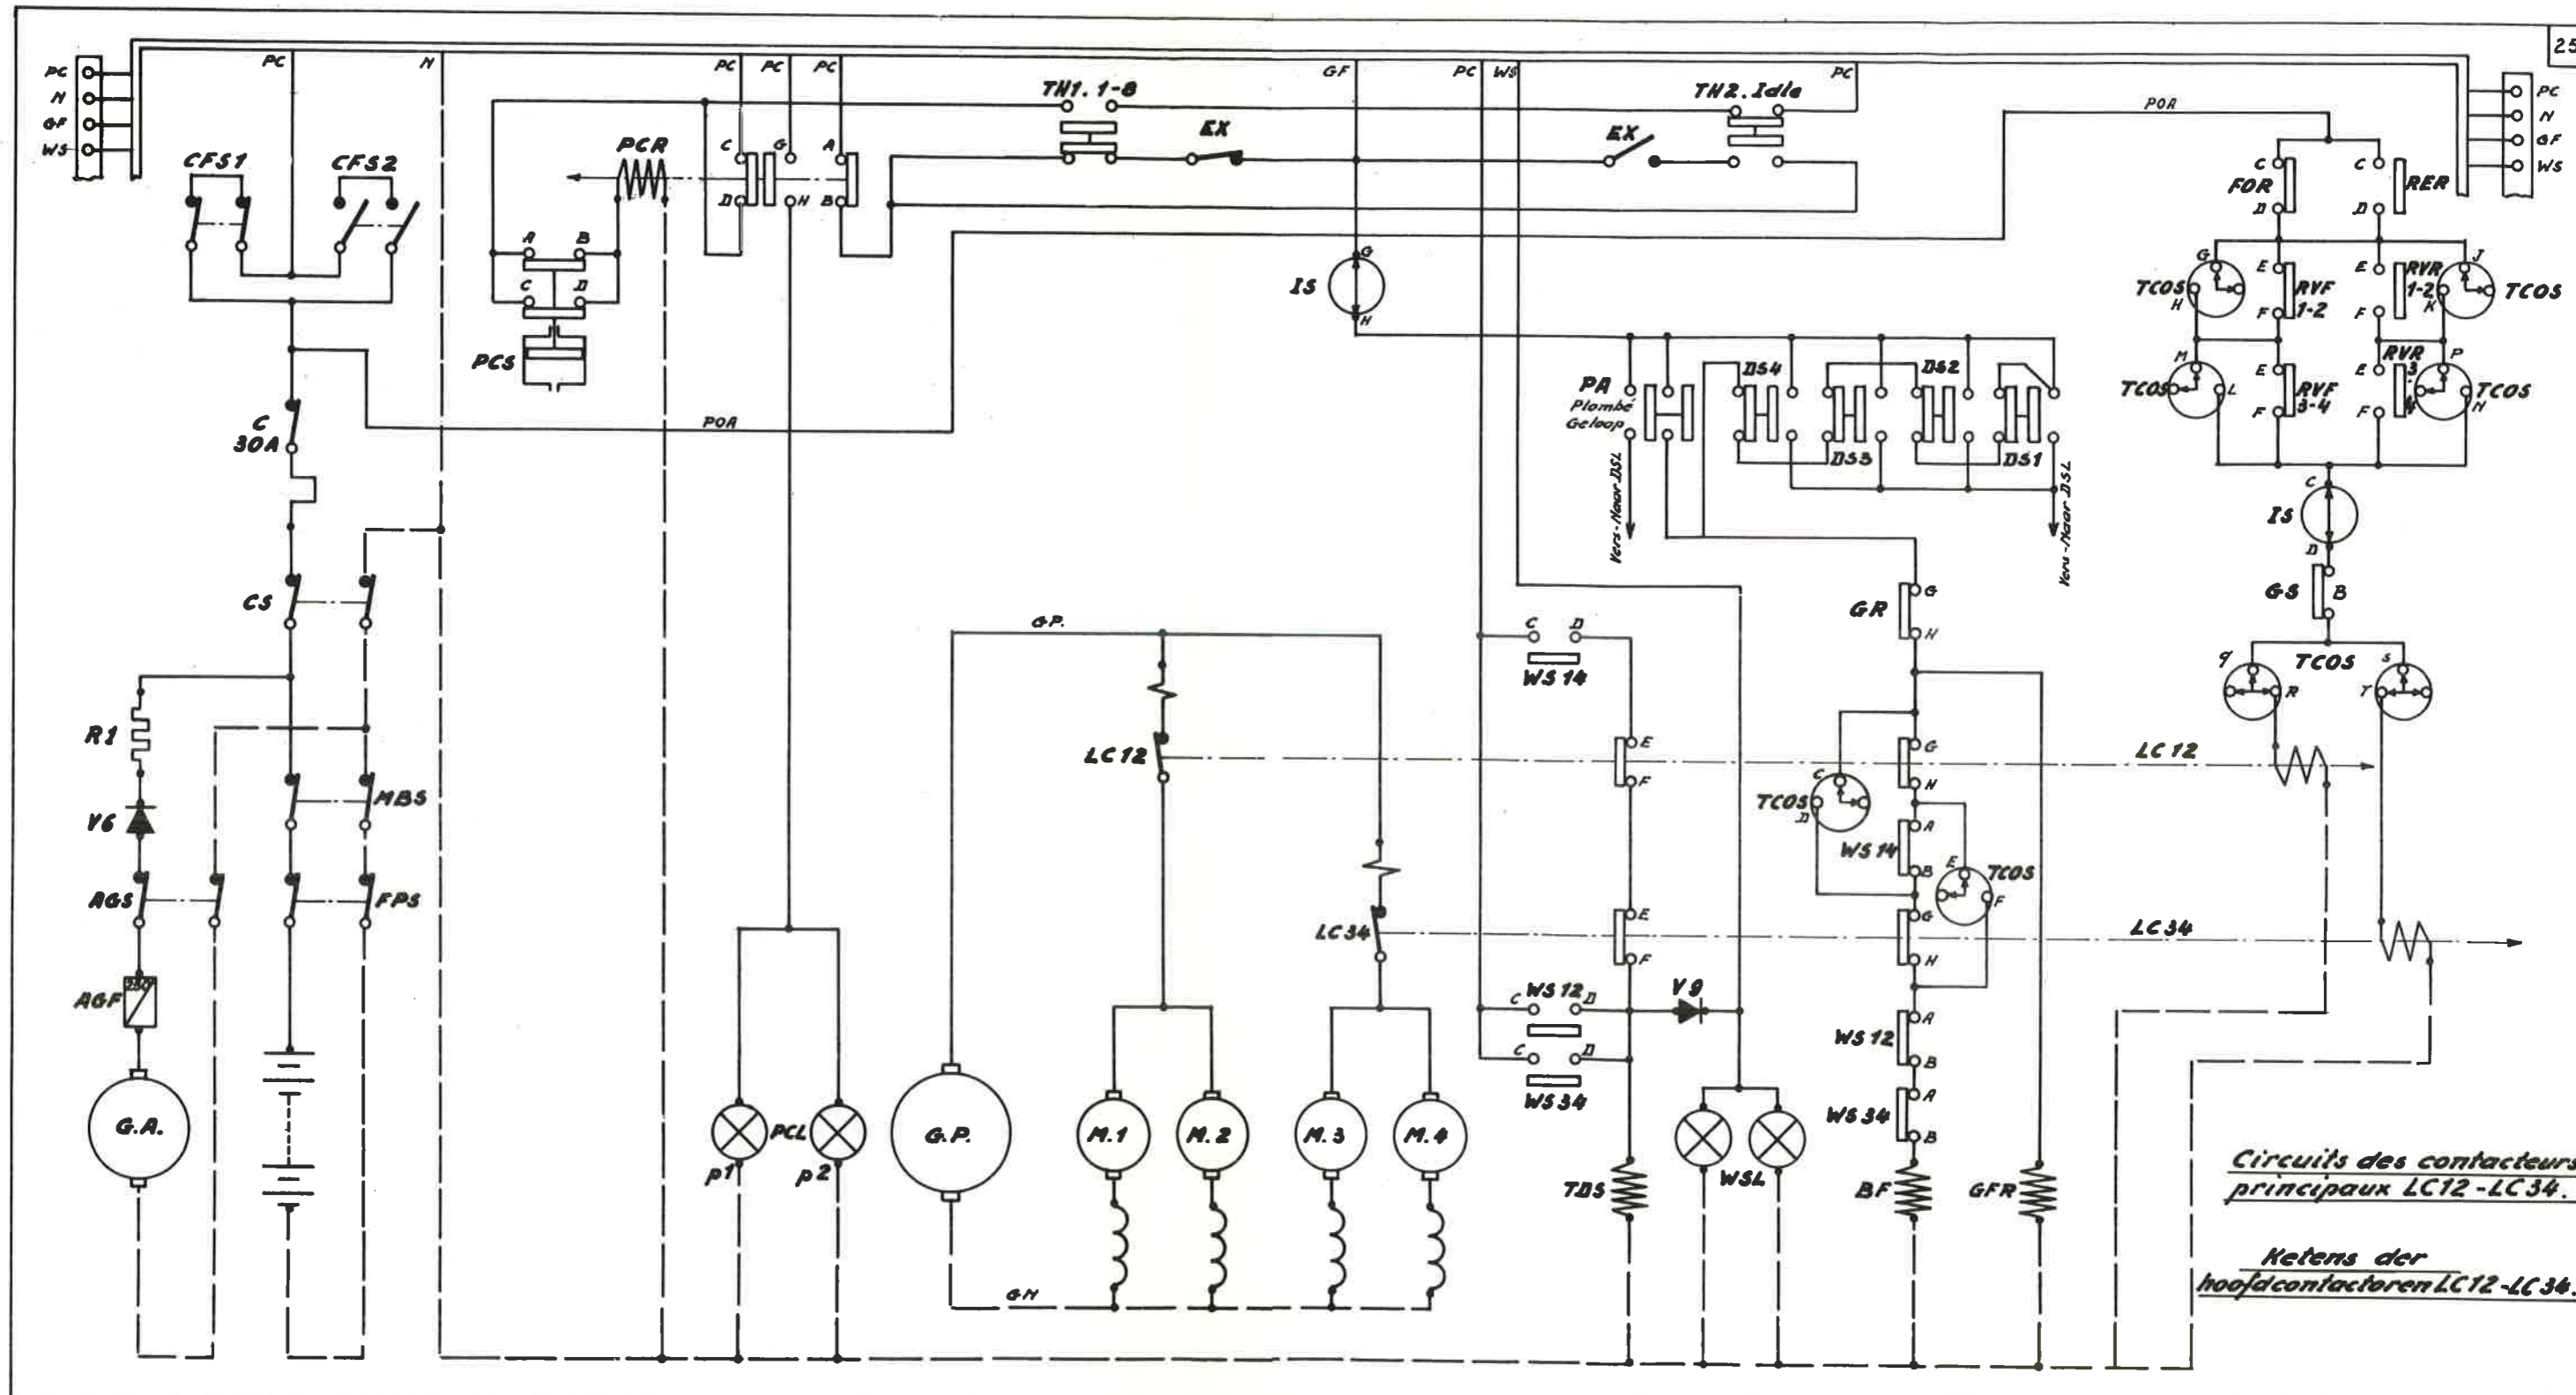 25
PC
N
GF
WS
PC
N
PC
PC
PC
GF
PC
WS
PC
PC
N
GF
WS
TH1. 1-8
TH2. Idle
POA
CFS1
CFS2
PCR
C
G
A
D
H
B
EX
EX
C
FOR
D
C
RER
D
A
B
C
D
PCS
G
IS
H
G
TCOS
H
E
RVF
1-2
F
E
RVR
1-2
F
J
K
TCOS
M
TCOS
L
E
RVF
3-4
F
E
RVR
3-4
F
P
TCOS
N
C
30A
POA
PA
Plombé
Geloop
DS4
DS3
DS2
DS1
Vers-Naar DSL
Vers-Naar DSL
C
IS
D
GS
B
CS
GP.
C
D
WS 14
G
GR
H
q
R
TCOS
S
T
R1
V6
MBS
AGS
FPS
LC 12
E
F
G
H
LC 12
C
TCOS
D
A
WS 14
B
E
TCOS
F
LC 34
E
F
G
H
LC 34
AGF
250
C
WS 12
D
V9
C
D
WS 34
A
WS 12
B
A
WS 34
B
G.A.
PCL
p1
p2
G.P.
M.1
M.2
M.3
M.4
TDS
WSL
BF
GFR
GN
Circuits des contacteurs
principaux LC12-LC34.
Ketens der
hoofdcontactoren LC12-LC34.